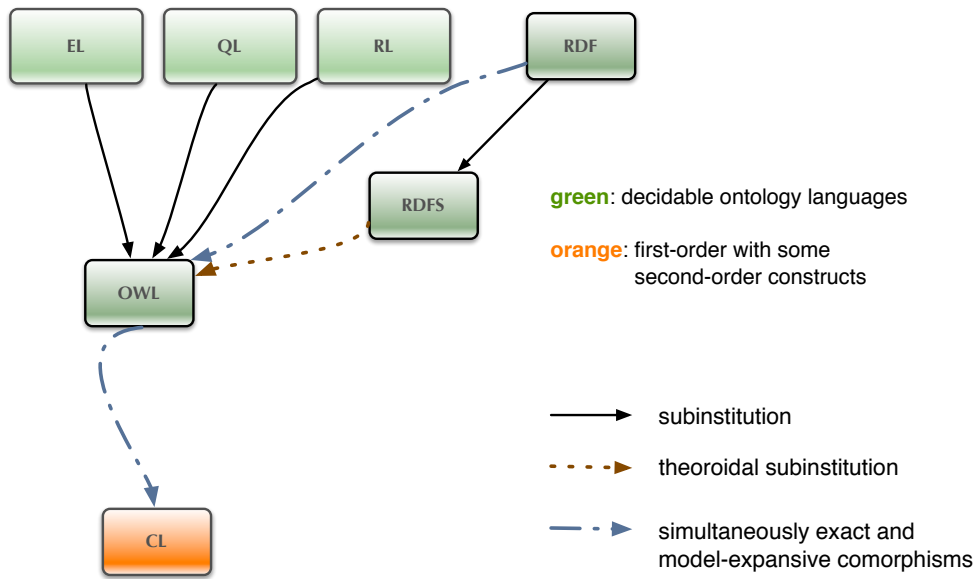 EL
QL
RL
RDF
RDFS
green: decidable ontology languages
orange: first-order with some
second-order constructs
OWL
subinstitution
theoroidal subinstitution
CL
simultaneously exact and
model-expansive comorphisms